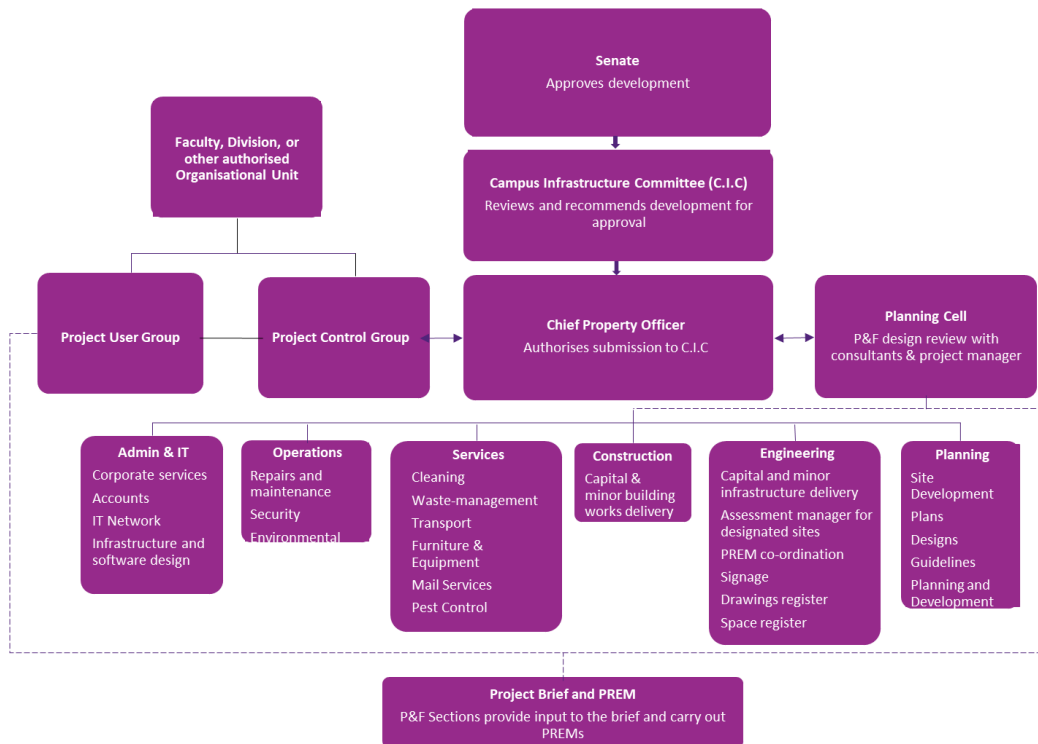 Senate
Approves development
Faculty, Division, or
other authorised
Organisational Unit
Campus Infrastructure Committee (C.I.C)
Reviews and recommends development for
approval
Project User Group
Project Control Group
Chief Property Officer
Authorises submission to C.I.C
Planning Cell
P&F design review with
consultants & project manager
Admin & IT
Corporate services
Accounts
IT Network
Infrastructure and
software design
Operations
Repairs and
maintenance
Security
Environmental
Services
Cleaning
Waste-management
Transport
Furniture &
Equipment
Mail Services
Pest Control
Construction
Capital &
minor building
works delivery
Engineering
Capital and minor
infrastructure delivery
Assessment manager for
designated sites
PREM co-ordination
Signage
Drawings register
Space register
Planning
Site
Development
Plans
Designs
Guidelines
Planning and
Development
Project Brief and PREM
P&F Sections provide input to the brief and carry out
PREMs